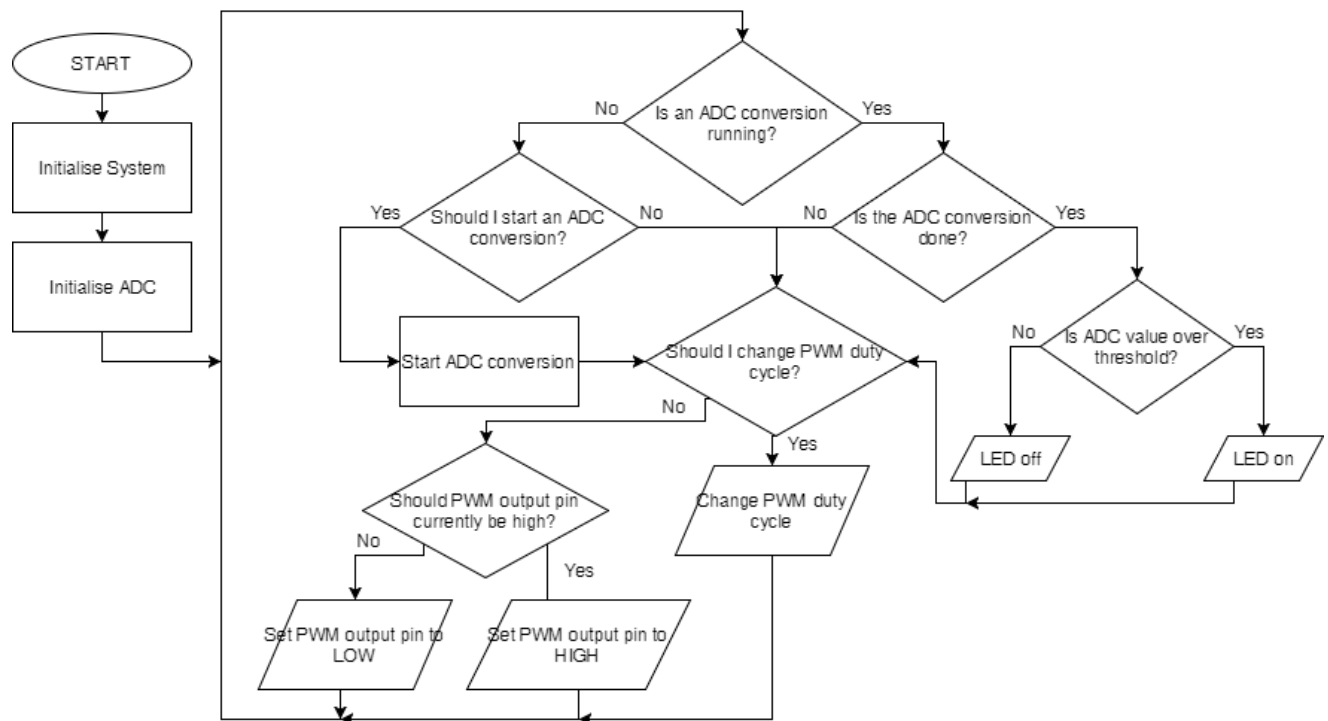 START
Initialise System
Initialise ADC
Is an ADC conversion
running?
No
Yes
Should I start an ADC
conversion?
Yes
No
Is the ADC conversion
done?
No
Yes
Start ADC conversion
Should I change PWM duty
cycle?
Is ADC value over
threshold?
No
Yes
LED off
LED on
No
Yes
Should PWM output pin
currently be high?
Change PWM duty
cycle
No
Yes
Set PWM output pin to
LOW
Set PWM output pin to
HIGH